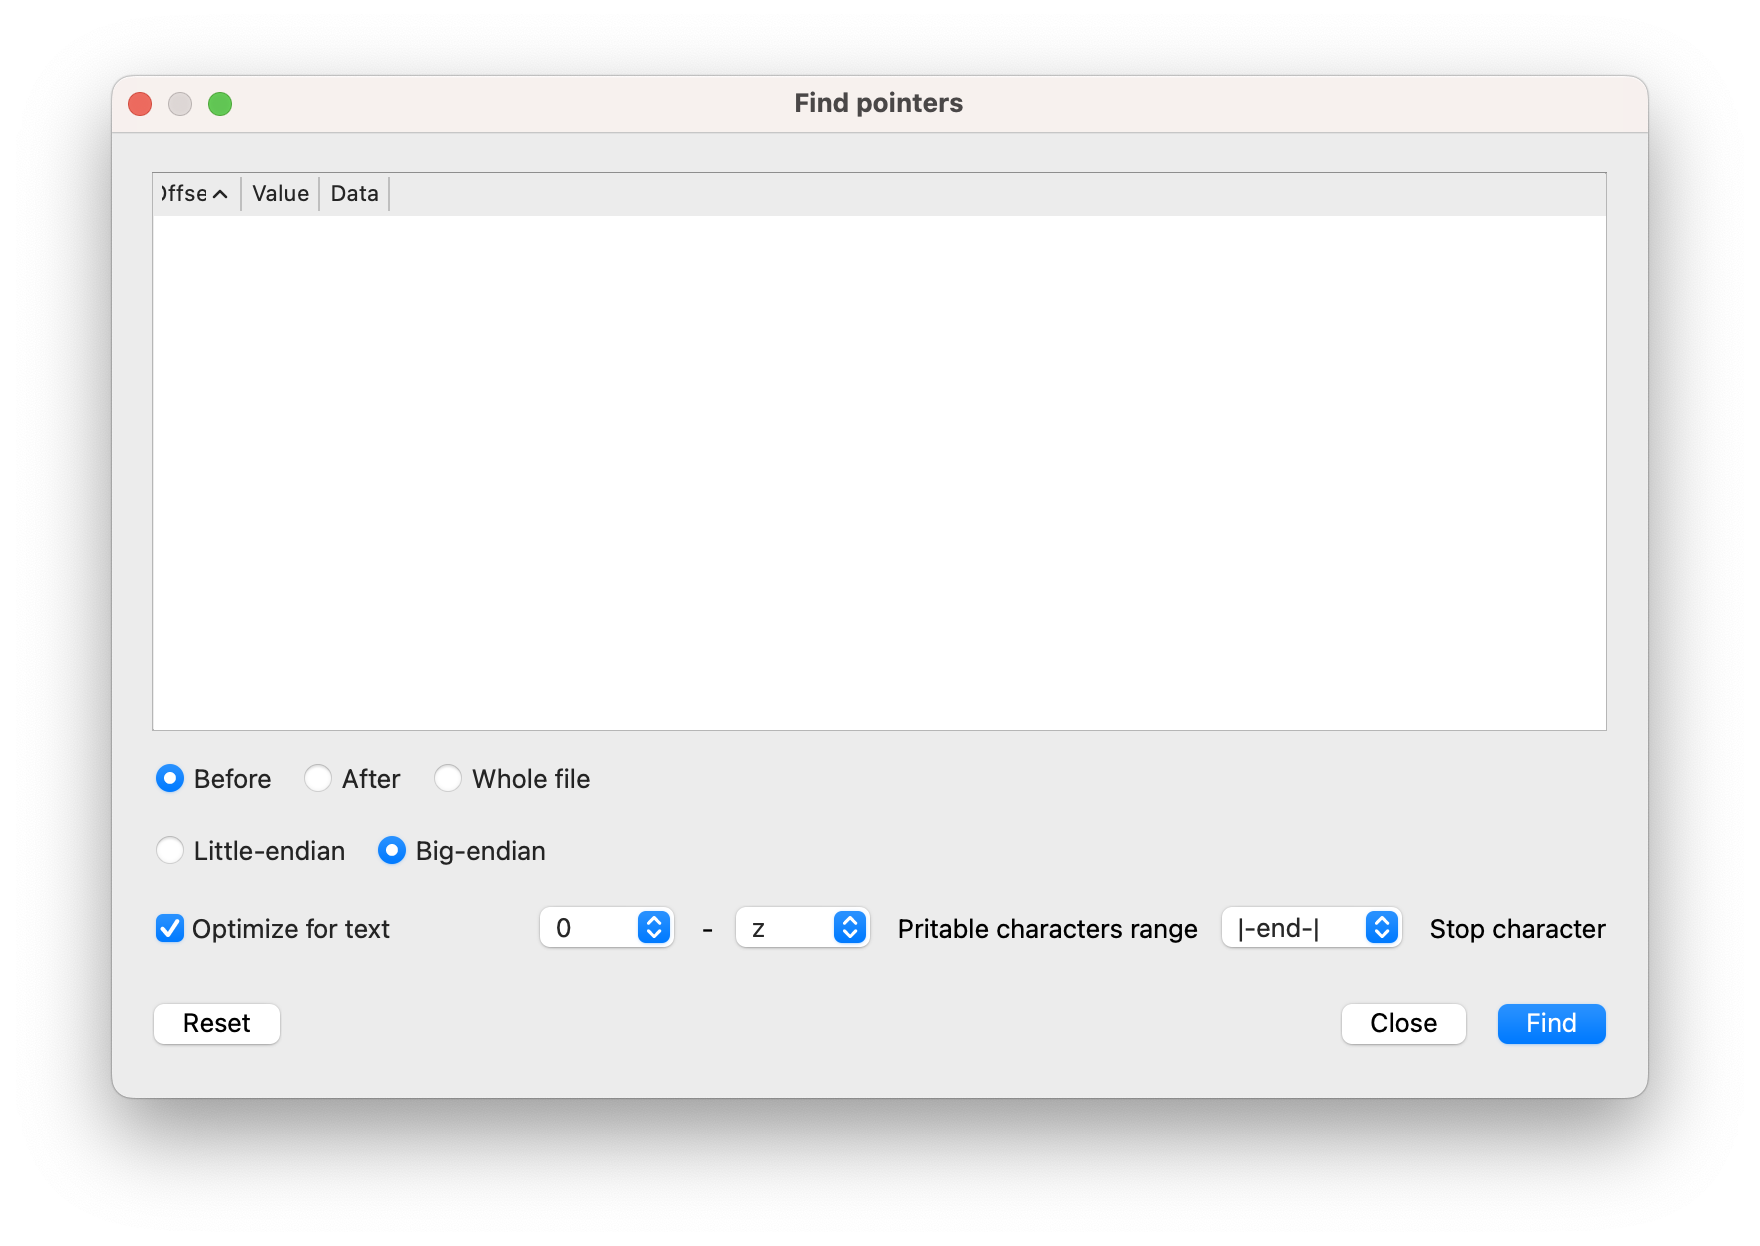 Find pointers
Offse Value Data
Before After Whole file
Little-endian Big-endian
Optimize for text 0 - z Pritable characters range |-end-| Stop character
Reset Close Find